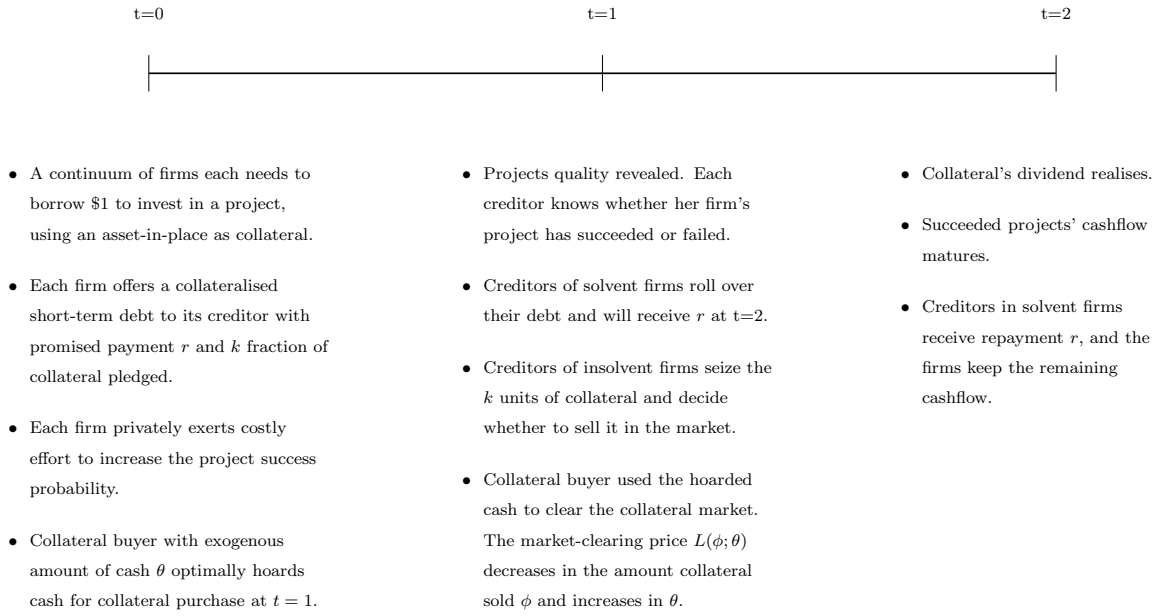 t=0
t=1
t=2
• A continuum of firms each needs to
borrow $1 to invest in a project,
using an asset-in-place as collateral.
• Each firm offers a collateralised
short-term debt to its creditor with
promised payment r and k fraction of
collateral pledged.
• Each firm privately exerts costly
effort to increase the project success
probability.
• Collateral buyer with exogenous
amount of cash θ optimally hoards
cash for collateral purchase at t = 1.
• Projects quality revealed. Each
creditor knows whether her firm's
project has succeeded or failed.
• Creditors of solvent firms roll over
their debt and will receive r at t=2.
• Creditors of insolvent firms seize the
k units of collateral and decide
whether to sell it in the market.
• Collateral buyer used the hoarded
cash to clear the collateral market.
The market-clearing price L(ϕ; θ)
decreases in the amount collateral
sold ϕ and increases in θ.
• Collateral's dividend realises.
• Succeeded projects' cashflow
matures.
• Creditors in solvent firms
receive repayment r, and the
firms keep the remaining
cashflow.